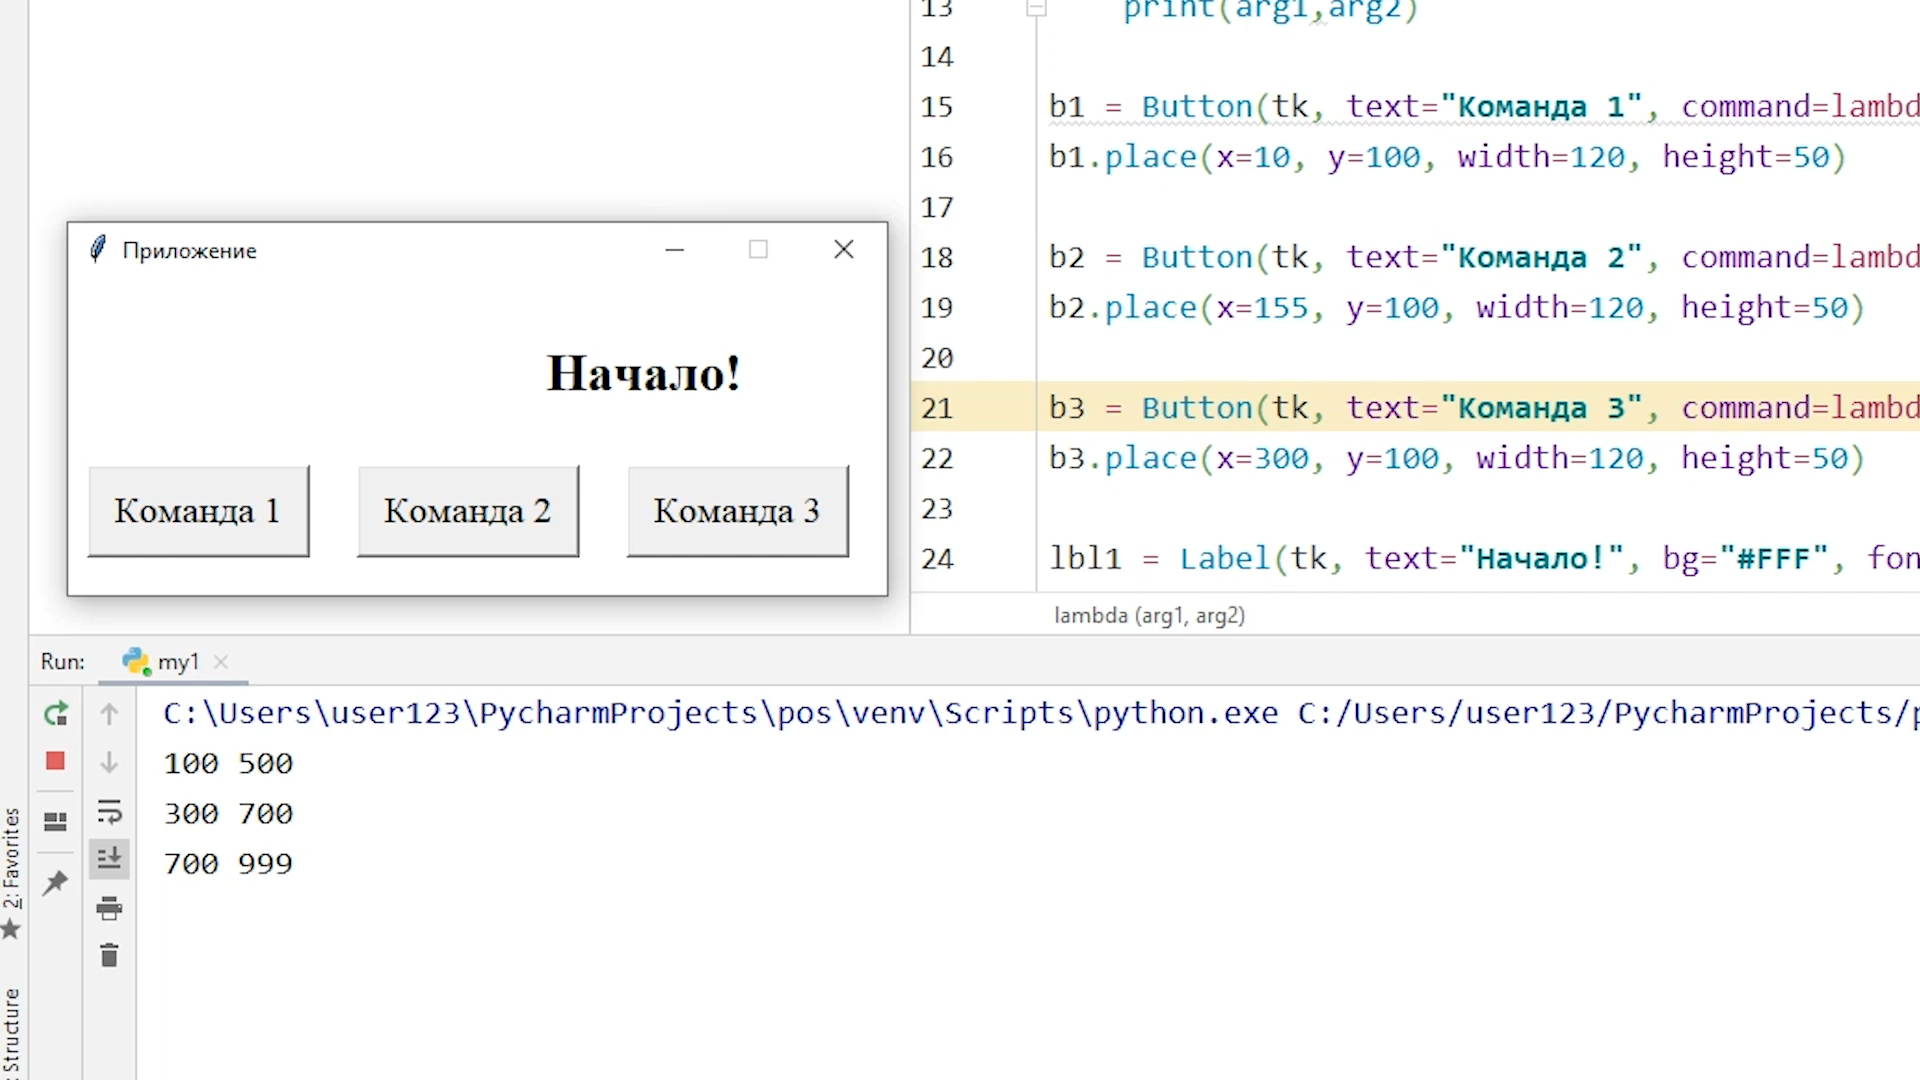 13 print(arg1,arg2)
14
15 b1 = Button(tk, text="Команда 1", command=lambd
16 b1.place(x=10, y=100, width=120, height=50)
17
18 b2 = Button(tk, text="Команда 2", command=lambd
19 b2.place(x=155, y=100, width=120, height=50)
20
21 b3 = Button(tk, text="Команда 3", command=lambd
22 b3.place(x=300, y=100, width=120, height=50)
23
24 lbl1 = Label(tk, text="Начало!", bg="#FFF", fon
lambda (arg1, arg2)
Приложение
Начало!
Команда 1 Команда 2 Команда 3
Run: my1
C:\Users\user123\PycharmProjects\pos\venv\Scripts\python.exe C:/Users/user123/PycharmProjects/p
100 500
300 700
700 999
2: Favorites
: Structure